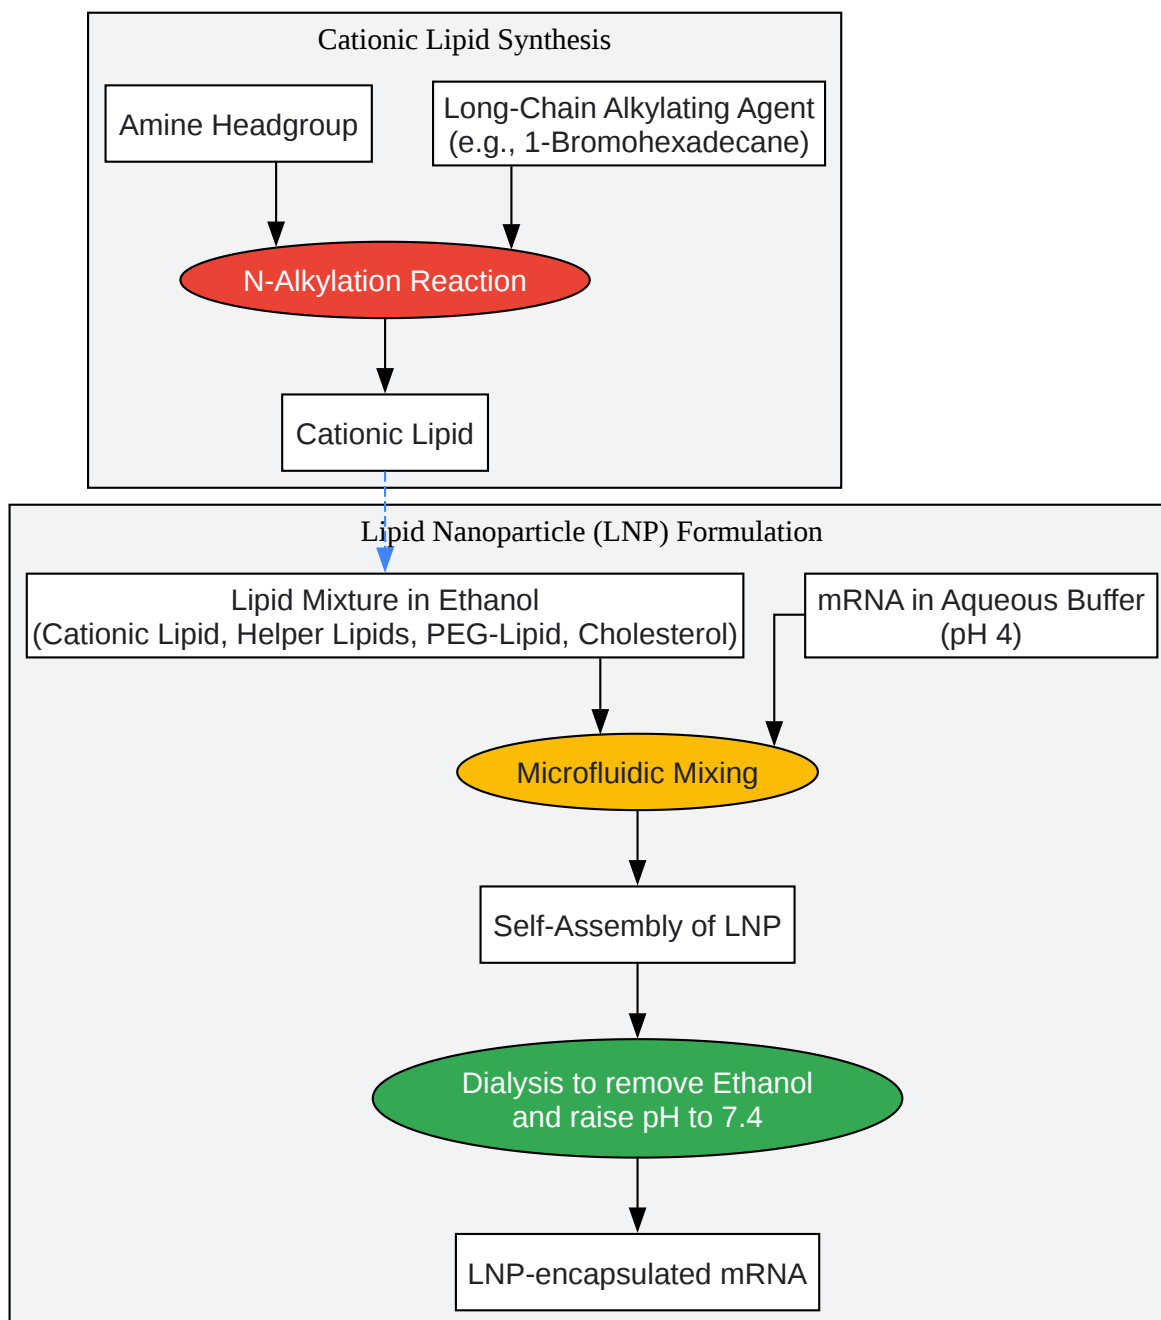 Cationic Lipid Synthesis
Amine Headgroup
Long-Chain Alkylating Agent
(e.g., 1-Bromohexadecane)
N-Alkylation Reaction
Cationic Lipid
Lipid Nanoparticle (LNP) Formulation
Lipid Mixture in Ethanol
(Cationic Lipid, Helper Lipids, PEG-Lipid, Cholesterol)
mRNA in Aqueous Buffer
(pH 4)
Microfluidic Mixing
Self-Assembly of LNP
Dialysis to remove Ethanol
and raise pH to 7.4
LNP-encapsulated mRNA